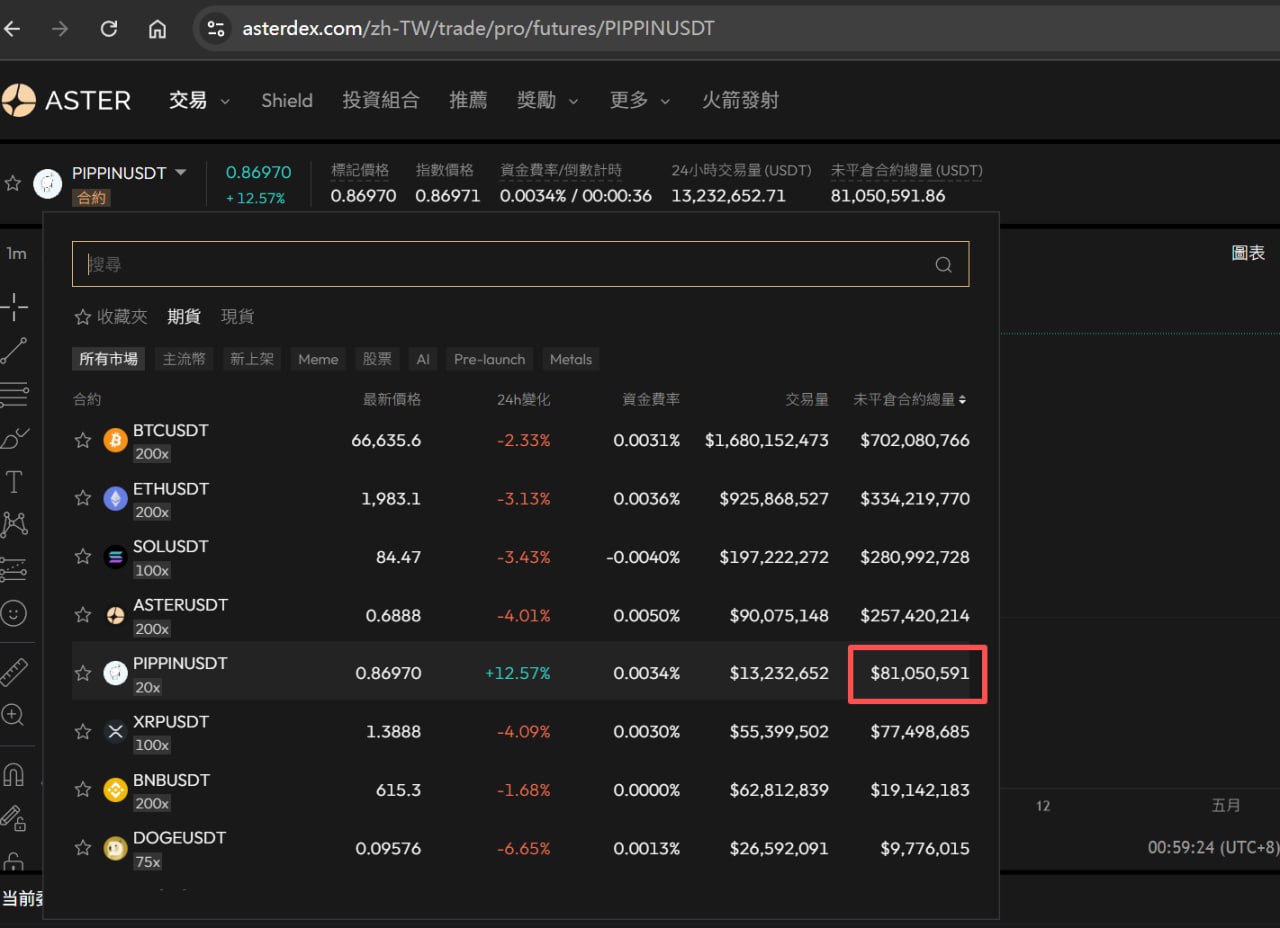 asterdex.com/zh-TW/trade/pro/futures/PIPPINUSDT
ASTER 交易 Shield 投資組合 推薦 獎勵 更多 火箭發射
PIPPINUSDT 0.86970 標記價格 指數價格 資金費率/倒數計時 24小時交易量 (USDT) 未平倉合約總量 (USDT)
合約 +12.57% 0.86970 0.86971 0.0034% / 00:00:36 13,232,652.71 81,050,591.86
1m 圖表
搜尋
收藏夾 期貨 現貨
所有市場 主流幣 新上架 Meme 股票 AI Pre-launch Metals
合約 最新價格 24h變化 資金費率 交易量 未平倉合約總量
BTCUSDT
200x 66,635.6 -2.33% 0.0031% $1,680,152,473 $702,080,766
ETHUSDT
200x 1,983.1 -3.13% 0.0036% $925,868,527 $334,219,770
SOLUSDT
100x 84.47 -3.43% -0.0040% $197,222,272 $280,992,728
ASTERUSDT
200x 0.6888 -4.01% 0.0050% $90,075,148 $257,420,214
PIPPINUSDT
20x 0.86970 +12.57% 0.0034% $13,232,652 $81,050,591
XRPUSDT
100x 1.3888 -4.09% 0.0030% $55,399,502 $77,498,685
BNBUSDT
200x 615.3 -1.68% 0.0000% $62,812,839 $19,142,183
DOGEUSDT
75x 0.09576 -6.65% 0.0013% $26,592,091 $9,776,015
12 五月
00:59:24 (UTC+8)
当前